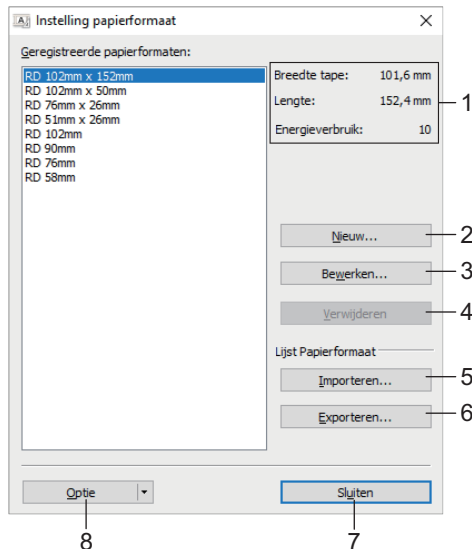 Instelling papierformaat
Geregistreerde papierformaten:
RD 102mm x 152mm
RD 102mm x 50mm
RD 76mm x 26mm
RD 51mm x 26mm
RD 102mm
RD 90mm
RD 76mm
RD 58mm
Breedte tape: 101,6 mm
Lengte: 152,4 mm
Energieverbruik: 10
1
Nieuw...
2
Bewerken...
3
Verwijderen
4
Lijst Papierformaat
Importeren...
5
Exporteren...
6
Optie
Sluiten
8
7